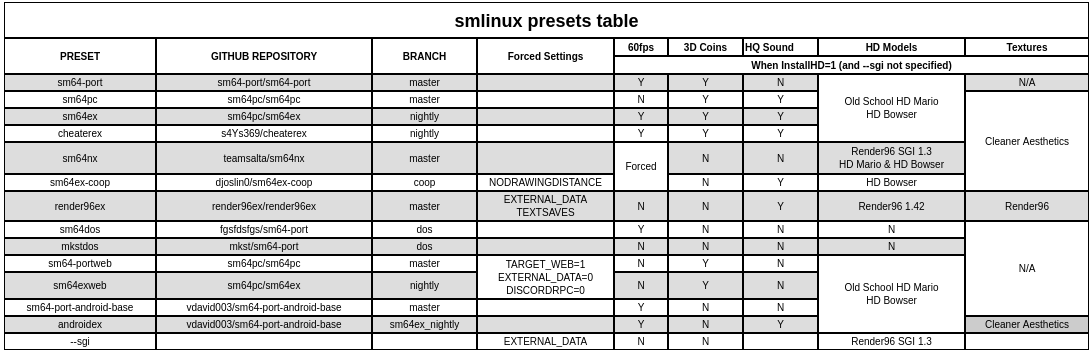 smlinux presets table
PRESET GITHUB REPOSITORY BRANCH Forced Settings 60fps 3D Coins HQ Sound HD Models Textures
When InstallHD=1 (and --sgi not specified)
sm64-port sm64-port/sm64-port master Y Y N Old School HD Mario HD Bowser N/A
sm64pc sm64pc/sm64pc master N Y Y Cleaner Aesthetics
sm64ex sm64pc/sm64ex nightly Y Y Y
cheaterex s4Ys369/cheaterex nightly Y Y Y
sm64nx teamsalta/sm64nx master Forced N N Render96 SGI 1.3 HD Mario & HD Bowser
sm64ex-coop djoslin0/sm64ex-coop coop NODRAWINGDISTANCE N Y HD Bowser
render96ex render96ex/render96ex master EXTERNAL_DATA TEXTSAVES N N Y Render96 1.42 Render96
sm64dos fgsfdsfgs/sm64-port dos Y N N N N/A
mkstdos mkst/sm64-port dos N N N N
sm64-portweb sm64pc/sm64pc master TARGET_WEB=1 EXTERNAL_DATA=0 DISCORDRPC=0 N Y N Old School HD Mario HD Bowser
sm64exweb sm64pc/sm64ex nightly N Y N
sm64-port-android-base vdavid003/sm64-port-android-base master Y N N
androidex vdavid003/sm64-port-android-base sm64ex_nightly Y N Y Cleaner Aesthetics
--sgi EXTERNAL_DATA N N Render96 SGI 1.3